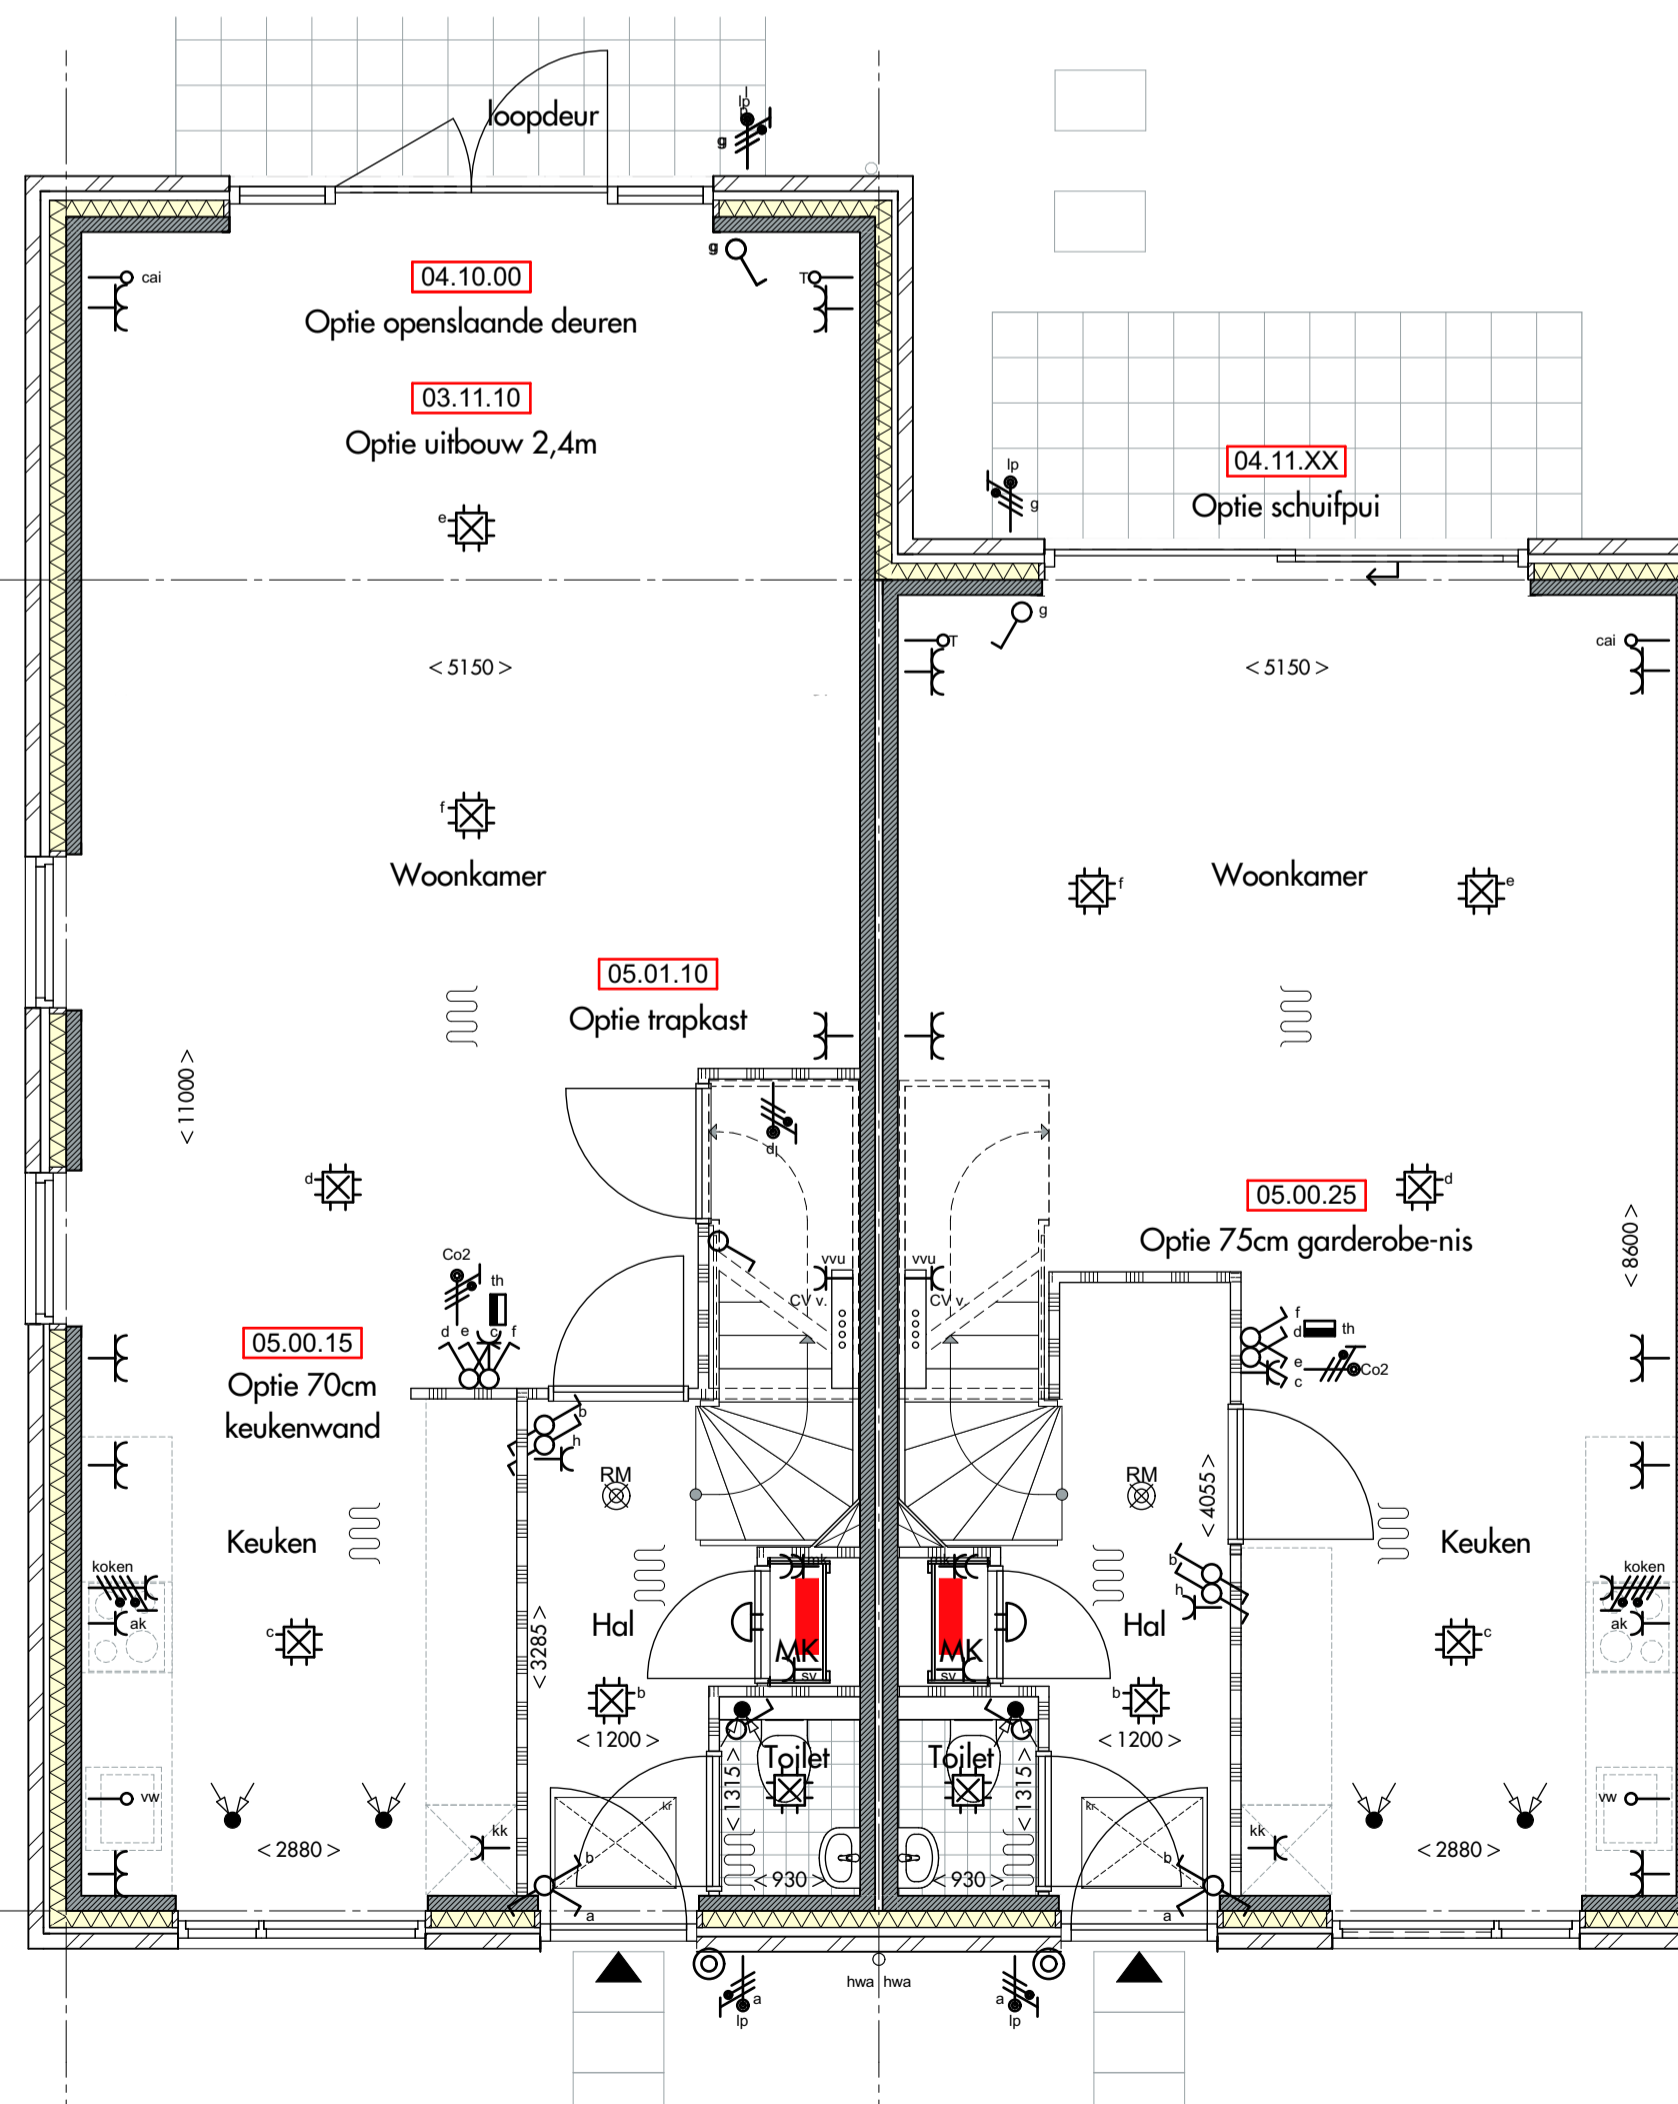 loopdeur
lp
g
g
cai
T
04.10.00
Optie openslaande deuren
03.11.10
Optie uitbouw 2,4m
04.11.XX
Optie schuifpui
lp
g
e
g
T
cai
< 5150 >
< 5150 >
f
Woonkamer
Woonkamer
f
e
05.01.10
Optie trapkast
< 11000 >
d
d
05.00.25
Optie 75cm garderobe-nis
< 8600 >
Co2
th
d e c f
vvu
vvu
CV v.
CV v.
f
d
th
e
Co2
c
05.00.15
Optie 70cm
keukenwand
b
h
RM
RM
< 4055 >
Keuken
Keuken
koken
ak
koken
ak
b
h
c
c
Hal
Hal
< 3285 >
MK
MK
sv
sv
b
b
< 1200 >
< 1200 >
Toilet
Toilet
< 1315 >
< 1315 >
vw
vw
kr
kr
< 2880 >
kk
kk
< 2880 >
b
b
< 930 >
< 930 >
a
a
hwa
hwa
a
a
lp
lp